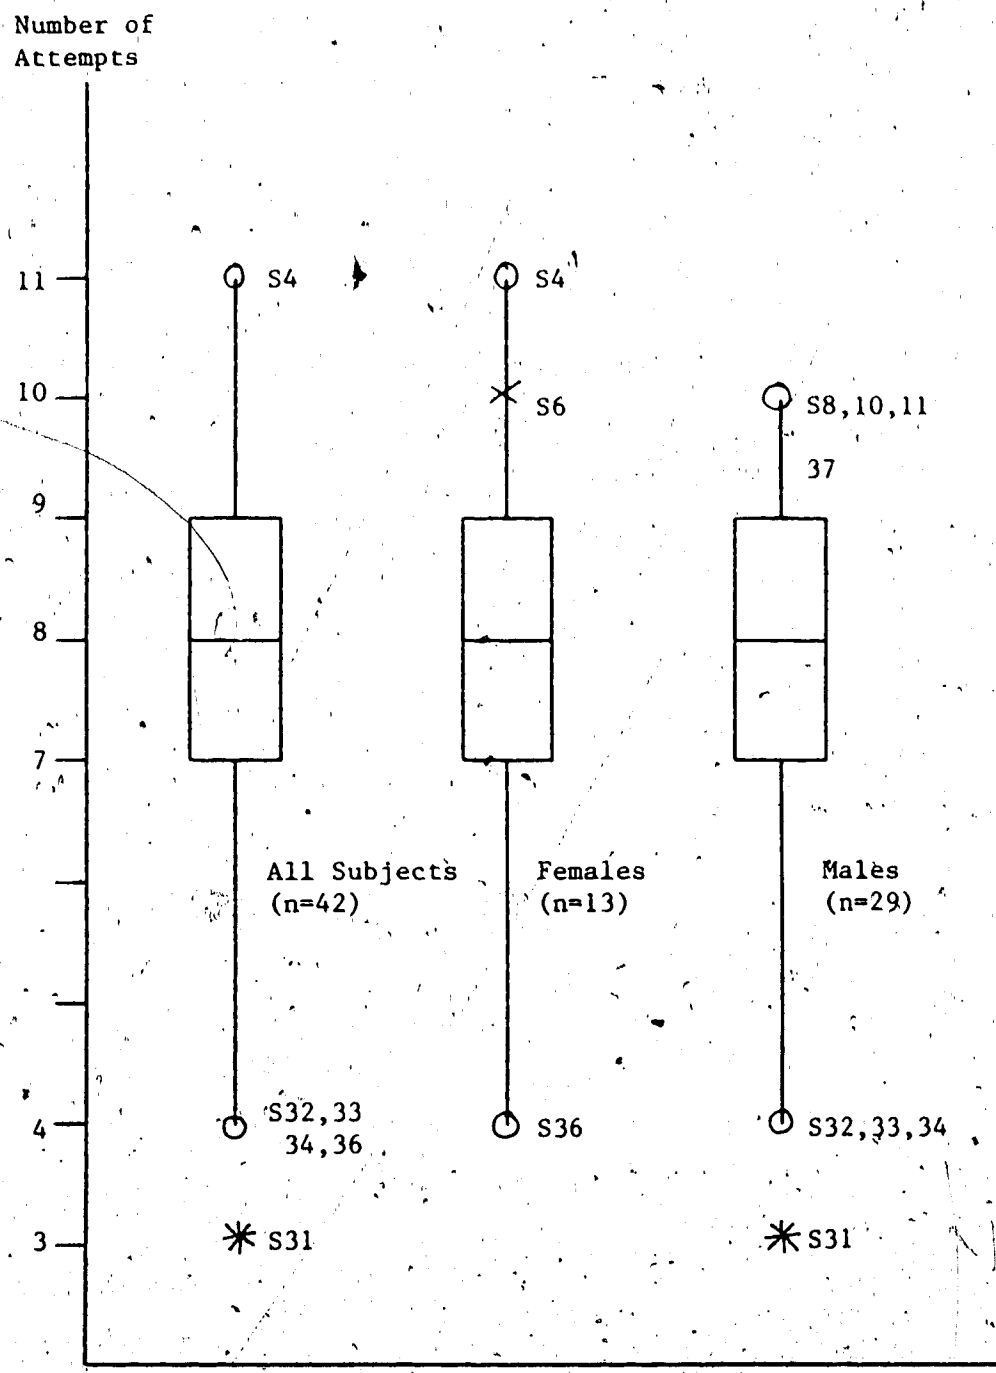 Number of
Attempts
11
S4
S4
10
S6
S8,10,11
37
9
8
7
All Subjects
(n=42)
Females
(n=13)
Males
(n=29)
4
S32,33
34,36
S36
S32,33,34
3
S31
S31